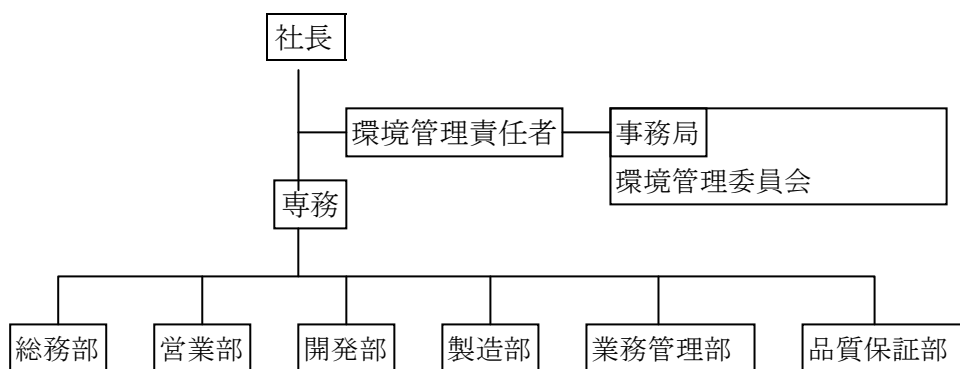 社長
環境管理責任者
事務局
環境管理委員会
専務
総務部
営業部
開発部
製造部
業務管理部
品質保証部